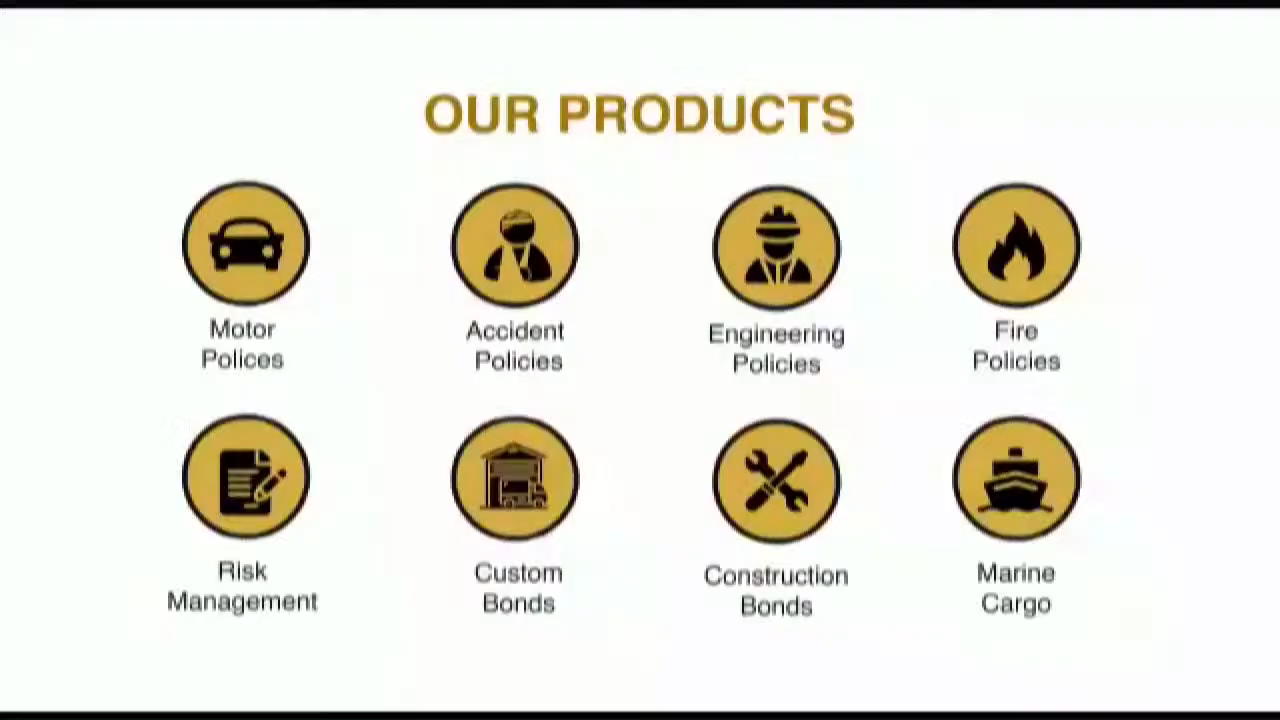 OUR PRODUCTS
Motor
Polices
Accident
Policies
Engineering
Policies
Fire
Policies
Risk
Management
Custom
Bonds
Construction
Bonds
Marine
Cargo